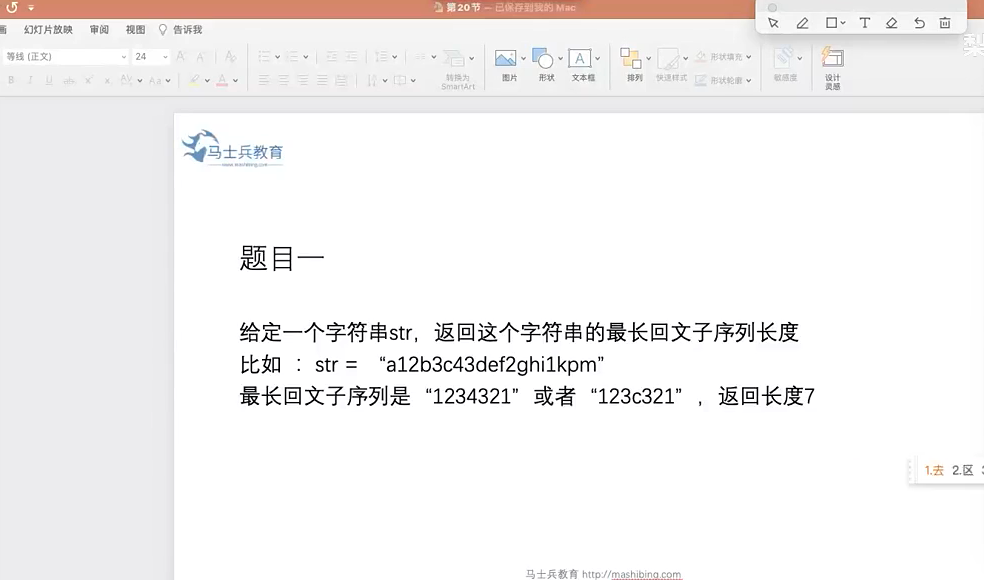 第20节 — 已保存到我的 Mac
画 幻灯片放映 审阅 视图 告诉我
等线 (正文) 24
转换为 SmartArt 图片 形状 文本框 排列 快速样式 形状填充 形状轮廓 敏感度 设计灵感
马士兵教育
www.mashibing.com
题目一
给定一个字符串str，返回这个字符串的最长回文子序列长度
比如 ：str = “a12b3c43def2ghi1kpm”
最长回文子序列是“1234321”或者“123c321”，返回长度7
1.去 2.区
马士兵教育 http://mashibing.com